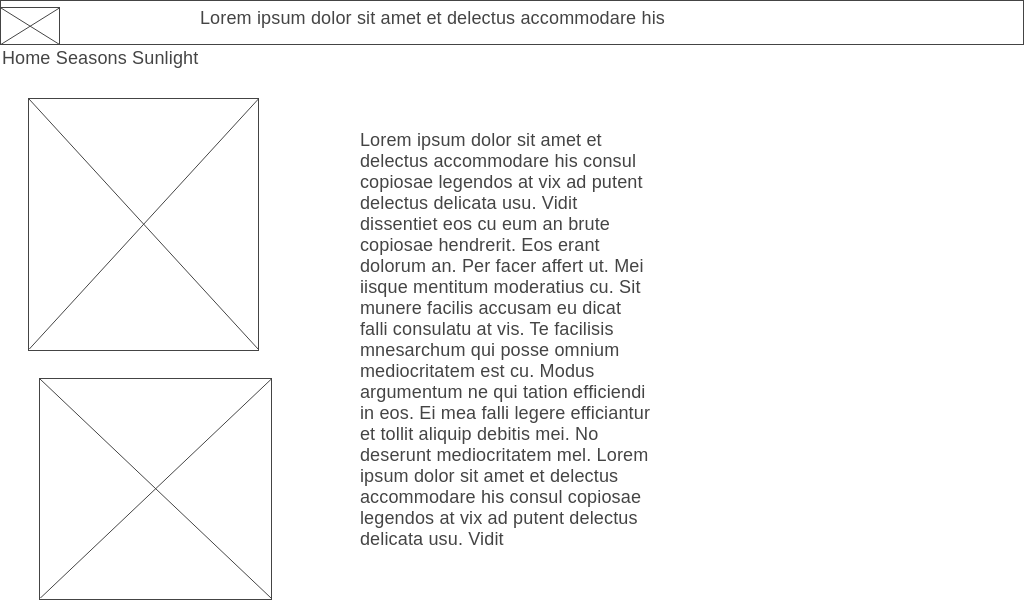 Lorem ipsum dolor sit amet et delectus accommodare his
Home Seasons Sunlight
Lorem ipsum dolor sit amet et
delectus accommodare his consul
copiosae legendos at vix ad putent
delectus delicata usu. Vidit
dissentiet eos cu eum an brute
copiosae hendrerit. Eos erant
dolorum an. Per facer affert ut. Mei
iisque mentitum moderatius cu. Sit
munere facilis accusam eu dicat
falli consulatu at vis. Te facilisis
mnesarchum qui posse omnium
mediocritatem est cu. Modus
argumentum ne qui tation efficiendi
in eos. Ei mea falli legere efficiantur
et tollit aliquip debitis mei. No
deserunt mediocritatem mel. Lorem
ipsum dolor sit amet et delectus
accommodare his consul copiosae
legendos at vix ad putent delectus
delicata usu. Vidit